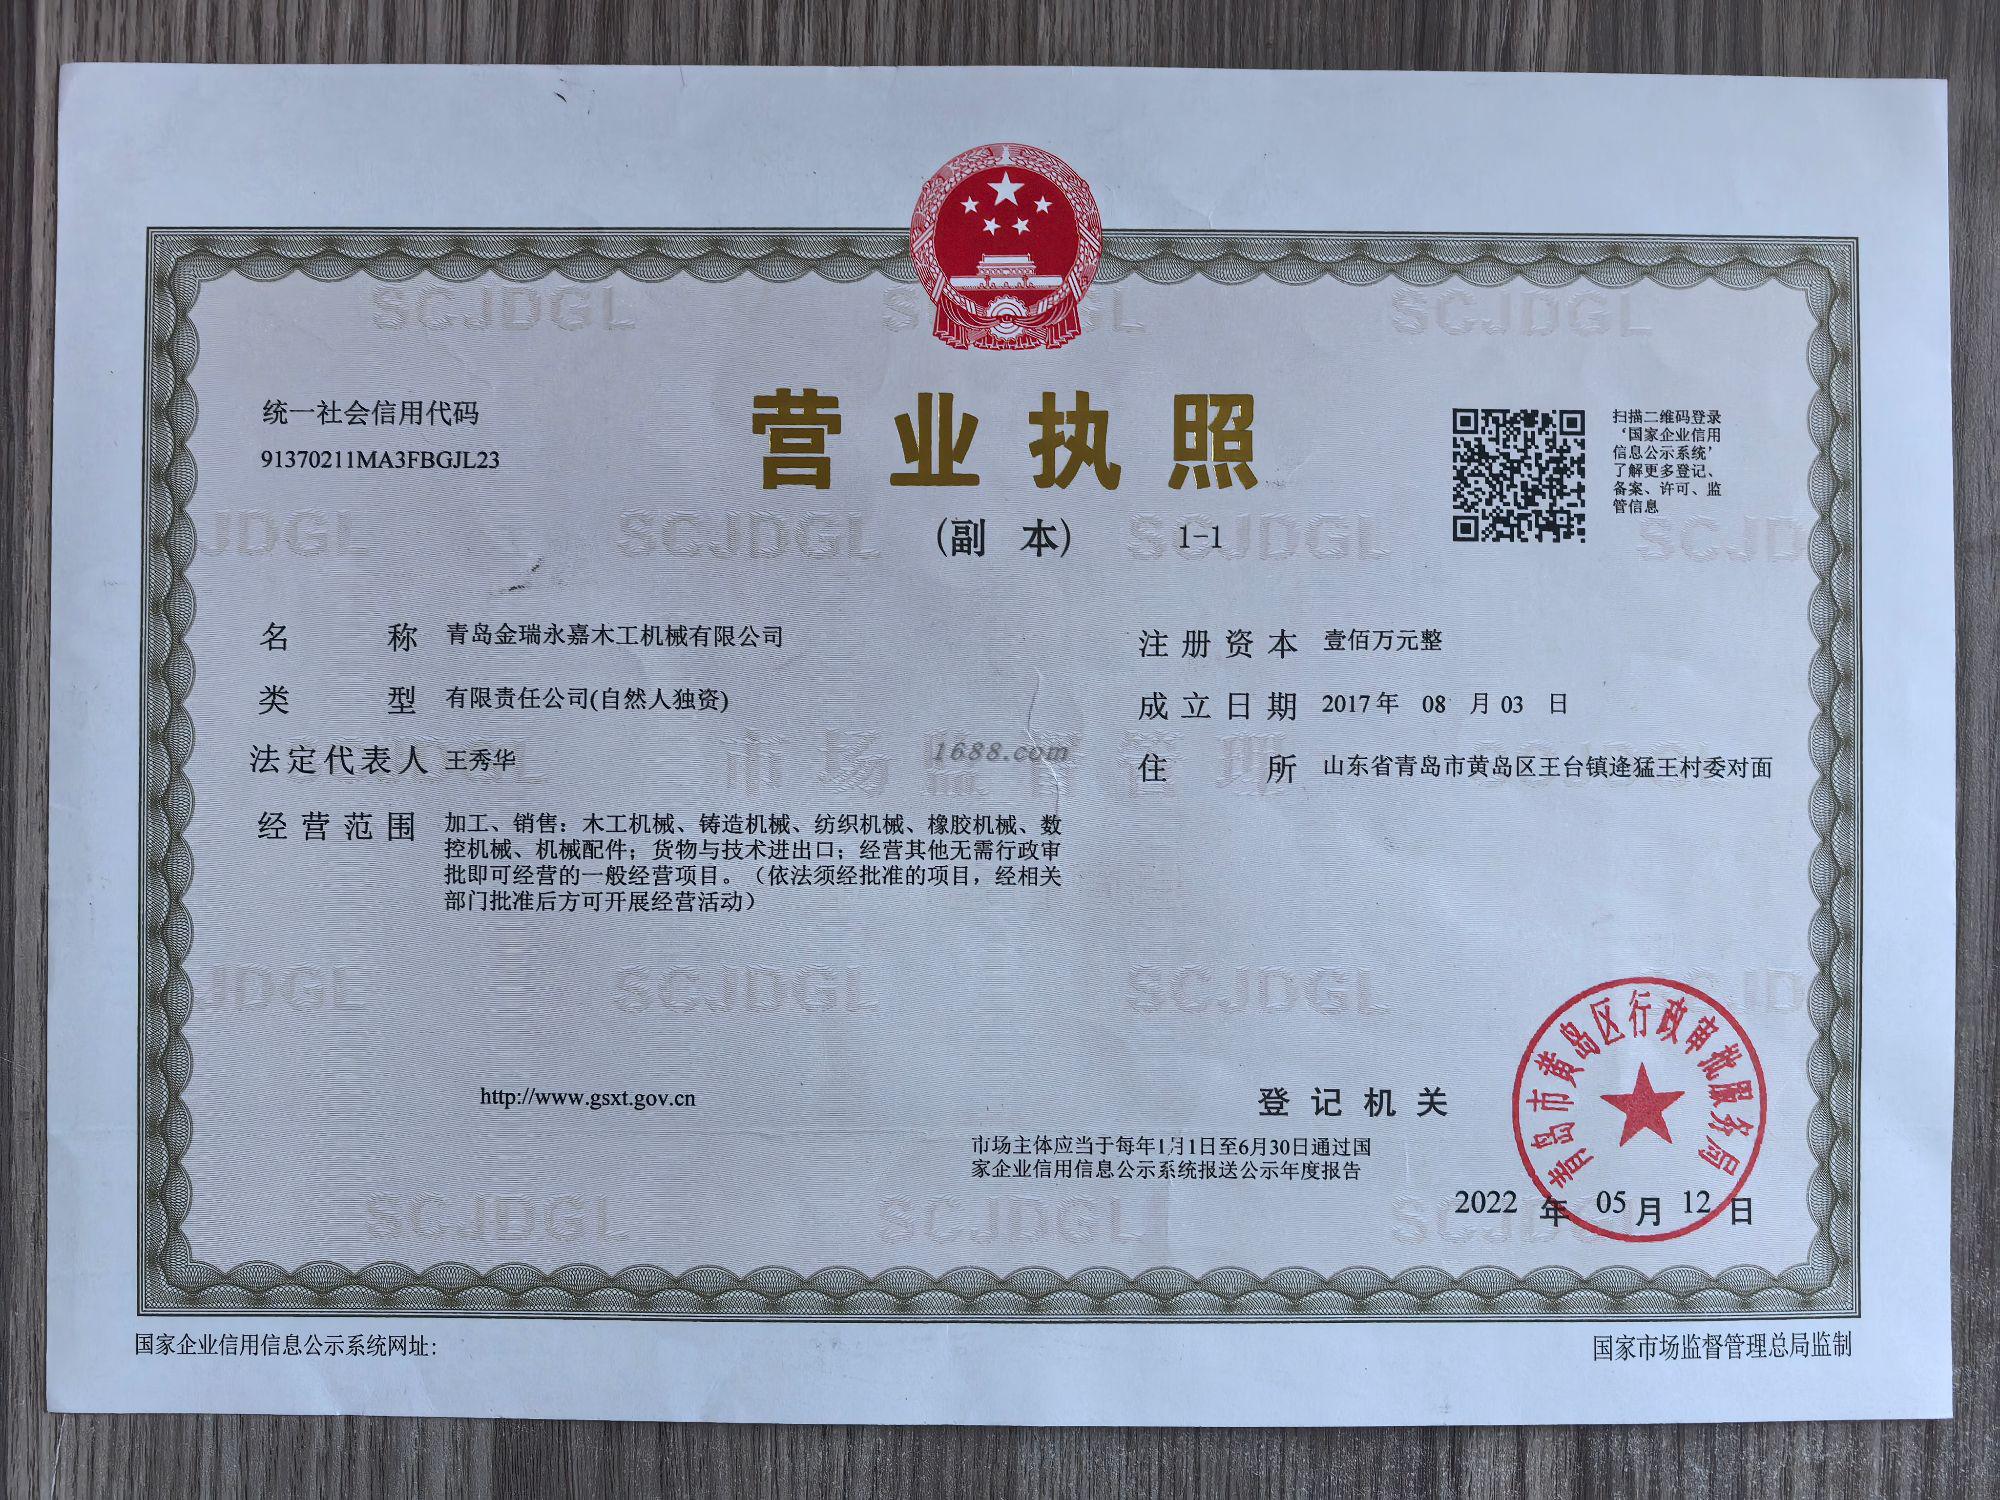 统一社会信用代码
91370211MA3FBGJL23
营业执照
(副 本) 1-1
扫描二维码登录
‘国家企业信用
信息公示系统’
了解更多登记、
备案、许可、监
管信息
名 称 青岛金瑞永嘉木工机械有限公司
类 型 有限责任公司(自然人独资)
法定代表人 王秀华
经营范围 加工、销售：木工机械、铸造机械、纺织机械、橡胶机械、数
控机械、机械配件；货物与技术进出口；经营其他无需行政审
批即可经营的一般经营项目。（依法须经批准的项目，经相关
部门批准后方可开展经营活动）
注册资本 壹佰万元整
成立日期 2017年 08 月 03 日
住 所 山东省青岛市黄岛区王台镇逄猛王村委对面
1688.com
SCJDGL
市场监督管理
http://www.gsxt.gov.cn
登记机关
青岛市黄岛区行政审批服务局
市场主体应当于每年1月1日至6月30日通过国
家企业信用信息公示系统报送公示年度报告
2022 年 05 月 12 日
国家企业信用信息公示系统网址:
国家市场监督管理总局监制